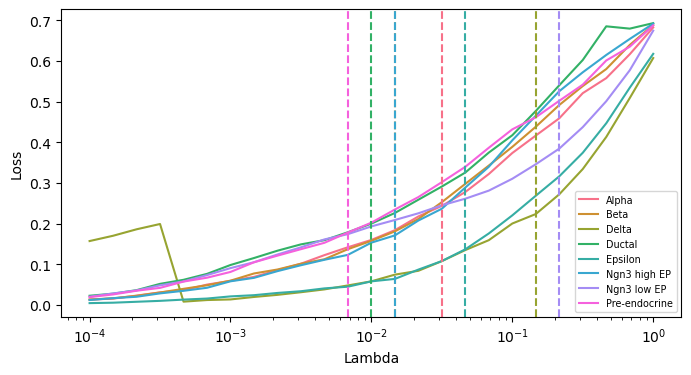 0.7
0.6
0.5
0.4
0.3
0.2
0.1
0.0
Loss
10⁻⁴
10⁻³
10⁻²
10⁻¹
10⁰
Lambda
Alpha
Beta
Delta
Ductal
Epsilon
Ngn3 high EP
Ngn3 low EP
Pre-endocrine